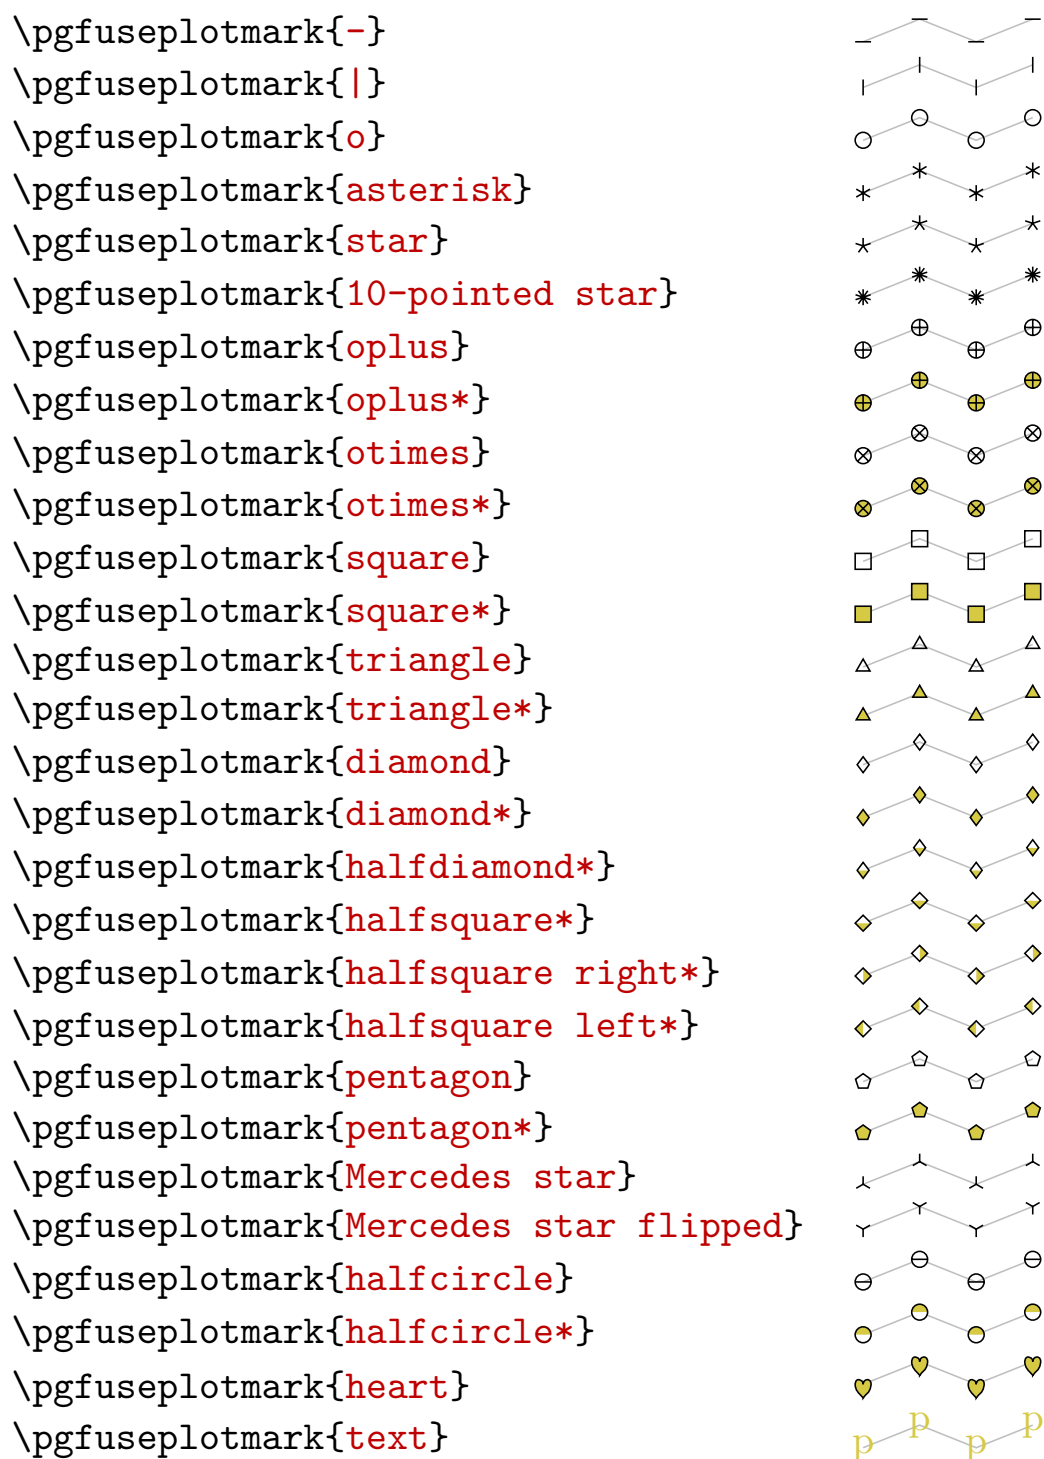 \pgfuseplotmark{-}
\pgfuseplotmark{|}
\pgfuseplotmark{o}
\pgfuseplotmark{asterisk}
\pgfuseplotmark{star}
\pgfuseplotmark{10-pointed star}
\pgfuseplotmark{oplus}
\pgfuseplotmark{oplus*}
\pgfuseplotmark{otimes}
\pgfuseplotmark{otimes*}
\pgfuseplotmark{square}
\pgfuseplotmark{square*}
\pgfuseplotmark{triangle}
\pgfuseplotmark{triangle*}
\pgfuseplotmark{diamond}
\pgfuseplotmark{diamond*}
\pgfuseplotmark{halfdiamond*}
\pgfuseplotmark{halfsquare*}
\pgfuseplotmark{halfsquare right*}
\pgfuseplotmark{halfsquare left*}
\pgfuseplotmark{pentagon}
\pgfuseplotmark{pentagon*}
\pgfuseplotmark{Mercedes star}
\pgfuseplotmark{Mercedes star flipped}
\pgfuseplotmark{halfcircle}
\pgfuseplotmark{halfcircle*}
\pgfuseplotmark{heart}
\pgfuseplotmark{text} p p p p